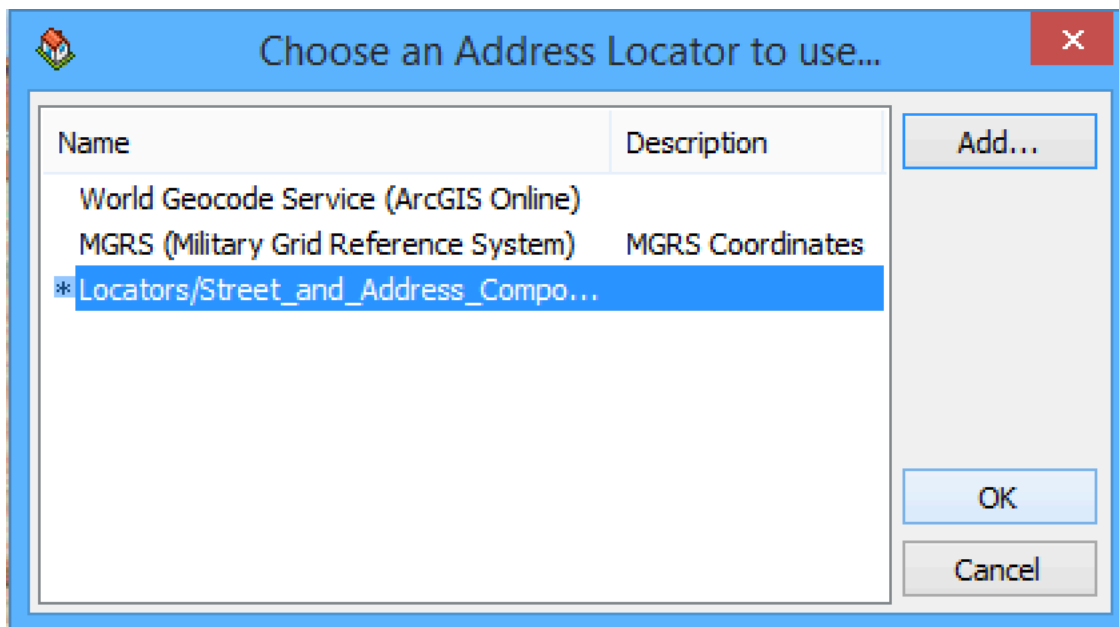 Choose an Address Locator to use...
Name Description Add...
World Geocode Service (ArcGIS Online)
MGRS (Military Grid Reference System) MGRS Coordinates
*Locators/Street_and_Address_Compo...
OK
Cancel